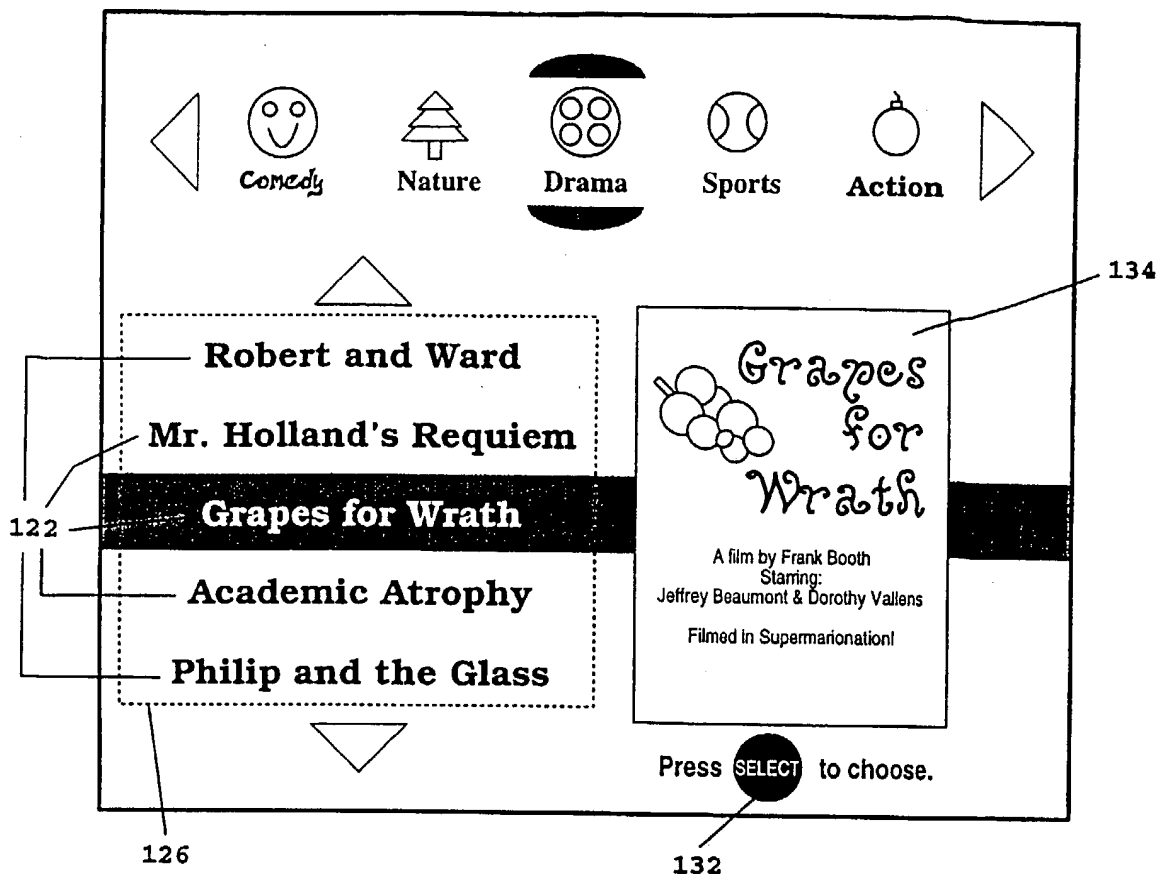 Comedy Nature Drama Sports Action
134
Robert and Ward
Mr. Holland's Requiem
Grapes for Wrath
Academic Atrophy
Philip and the Glass
122
Grapes
for
Wrath
A film by Frank Booth
Starring:
Jeffrey Beaumont & Dorothy Vallens
Filmed in Supermarionation!
Press SELECT to choose.
126
132